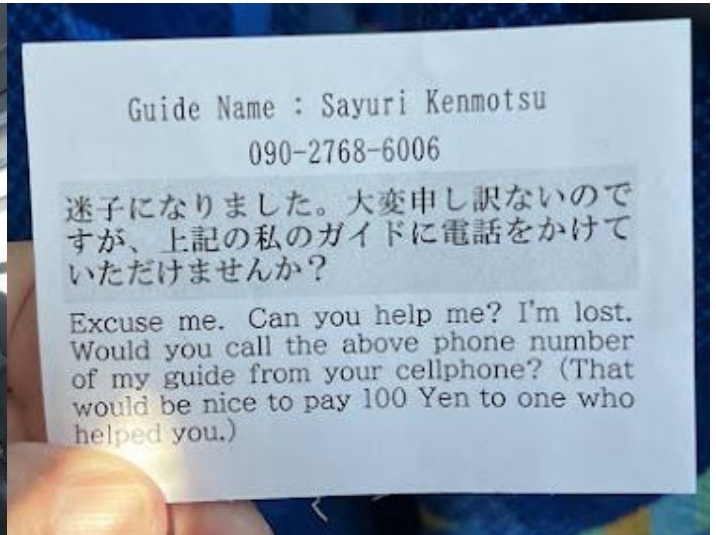 Guide Name : Sayuri Kenmotsu
090-2768-6006
迷子になりました。大変申し訳ないので
すが、上記の私のガイドに電話をかけて
いただけませんか？
Excuse me. Can you help me? I'm lost.
Would you call the above phone number
of my guide from your cellphone? (That
would be nice to pay 100 Yen to one who
helped you.)